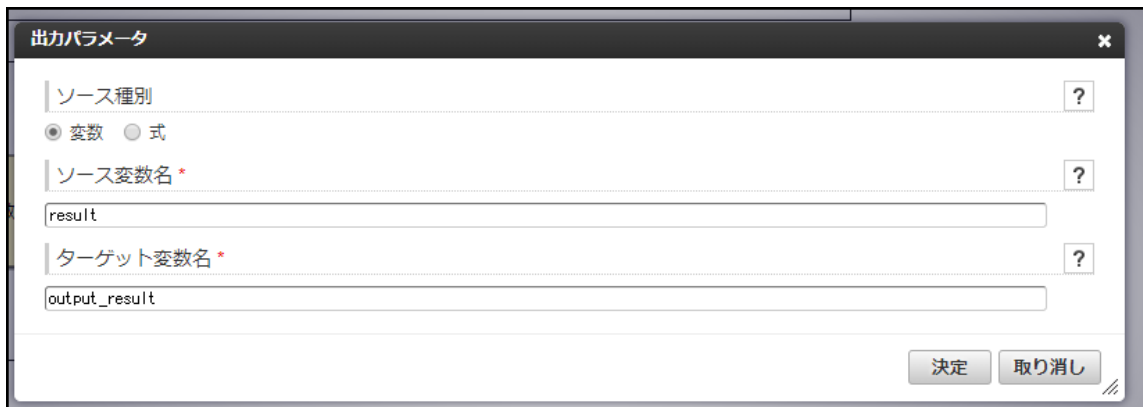 出力パラメータ
ソース種別
?
変数 式
ソース変数名 *
?
result
ターゲット変数名 *
?
output_result
決定 取り消し